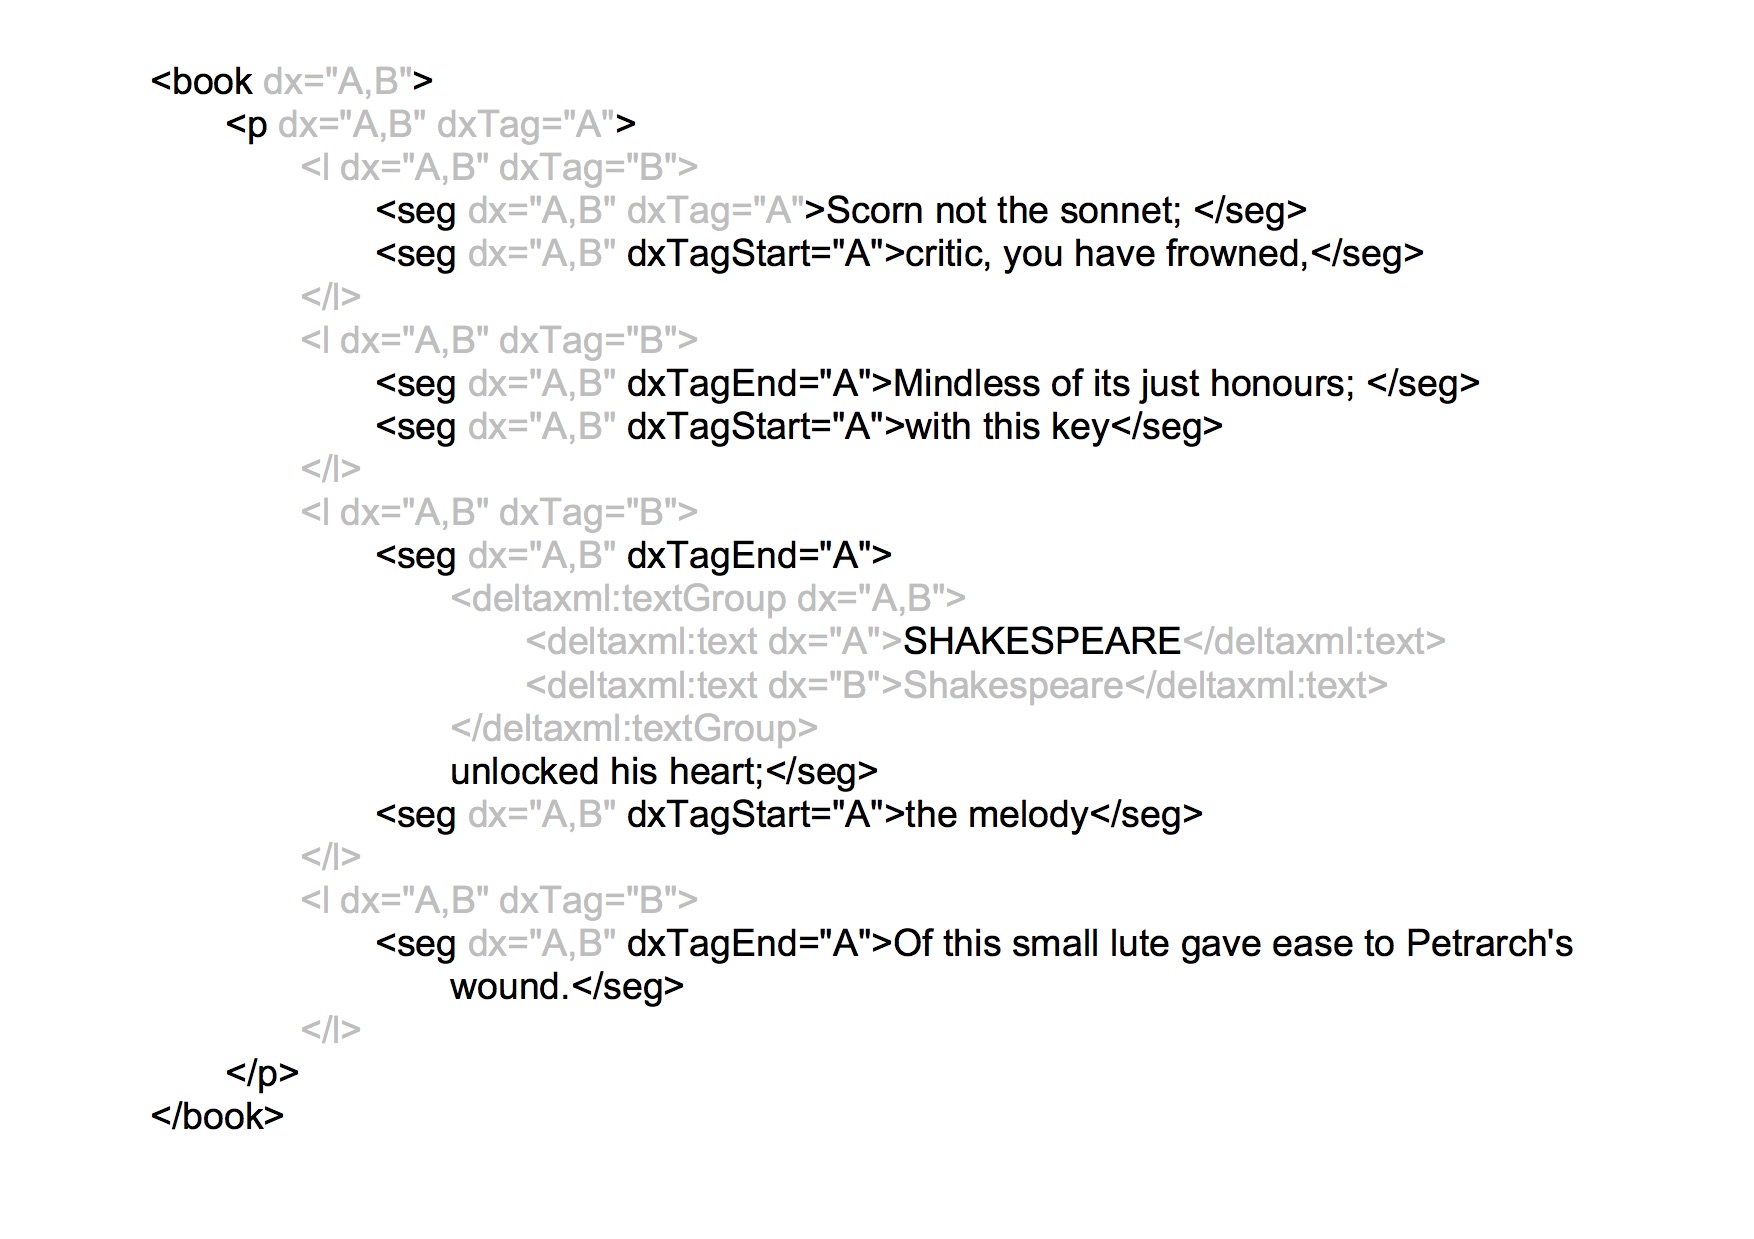 <book dx="A,B">
<p dx="A,B" dxTag="A">
<l dx="A,B" dxTag="B">
<seg dx="A,B" dxTag="A">Scorn not the sonnet; </seg>
<seg dx="A,B" dxTagStart="A">critic, you have frowned,</seg>
</l>
<l dx="A,B" dxTag="B">
<seg dx="A,B" dxTagEnd="A">Mindless of its just honours; </seg>
<seg dx="A,B" dxTagStart="A">with this key</seg>
</l>
<l dx="A,B" dxTag="B">
<seg dx="A,B" dxTagEnd="A">
<deltaxml:textGroup dx="A,B">
<deltaxml:text dx="A">SHAKESPEARE</deltaxml:text>
<deltaxml:text dx="B">Shakespeare</deltaxml:text>
</deltaxml:textGroup>
unlocked his heart;</seg>
<seg dx="A,B" dxTagStart="A">the melody</seg>
</l>
<l dx="A,B" dxTag="B">
<seg dx="A,B" dxTagEnd="A">Of this small lute gave ease to Petrarch's
wound.</seg>
</l>
</p>
</book>